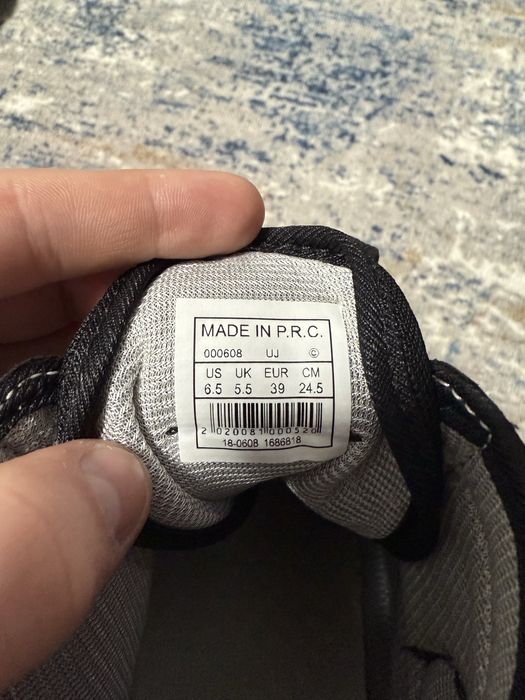 MADE IN P.R.C.
000608 UJ ©
US UK EUR CM
6.5 5.5 39 24.5
2 020081 000520
18-0608 1686818